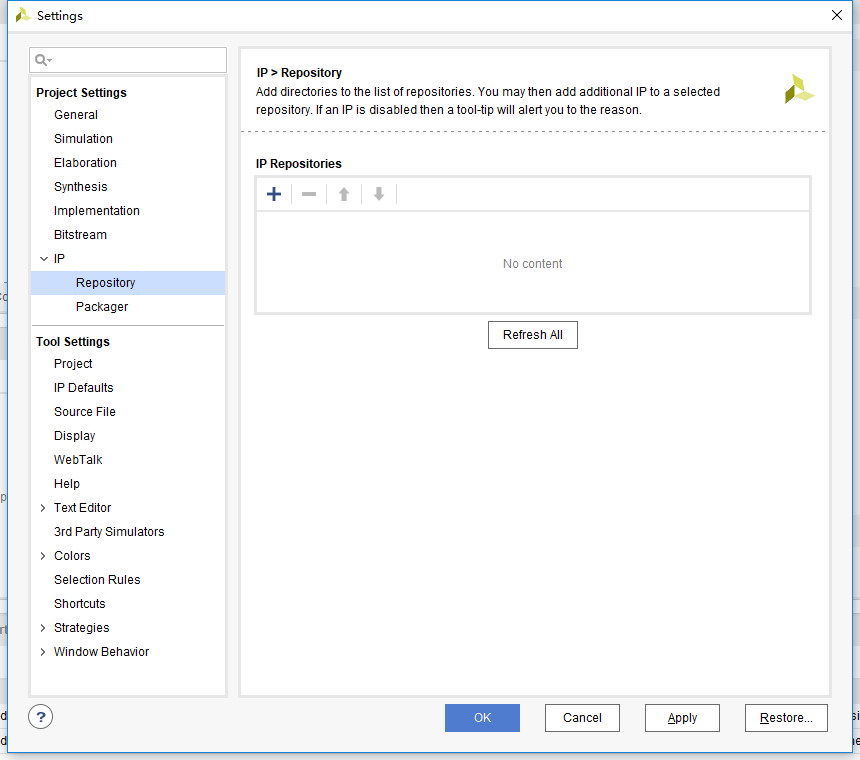 Settings
Project Settings
General
Simulation
Elaboration
Synthesis
Implementation
Bitstream
IP
Repository
Packager
Tool Settings
Project
IP Defaults
Source File
Display
WebTalk
Help
Text Editor
3rd Party Simulators
Colors
Selection Rules
Shortcuts
Strategies
Window Behavior
IP > Repository
Add directories to the list of repositories. You may then add additional IP to a selected
repository. If an IP is disabled then a tool-tip will alert you to the reason.
IP Repositories
No content
Refresh All
?
OK
Cancel
Apply
Restore...